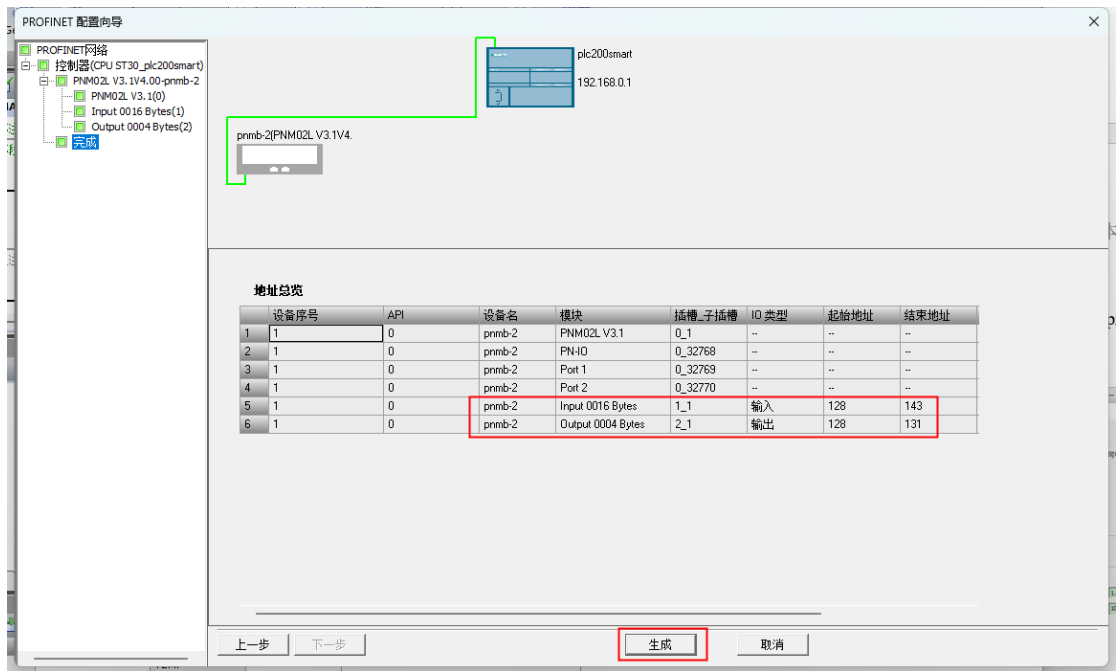 PROFINET 配置向导
PROFINET网络
控制器(CPU ST30_plc200smart)
PNM02L V3.1V4.00-pnmb-2
PNM02L V3.1(0)
Input 0016 Bytes(1)
Output 0004 Bytes(2)
完成
plc200smart
192.168.0.1
pnmb-2(PNM02L V3.1V4.
地址总览
设备序号 API 设备名 模块 插槽_子插槽 IO 类型 起始地址 结束地址
1 1 0 pnmb-2 PNM02L V3.1 0_1 -- -- --
2 1 0 pnmb-2 PN-IO 0_32768 -- -- --
3 1 0 pnmb-2 Port 1 0_32769 -- -- --
4 1 0 pnmb-2 Port 2 0_32770 -- -- --
5 1 0 pnmb-2 Input 0016 Bytes 1_1 输入 128 143
6 1 0 pnmb-2 Output 0004 Bytes 2_1 输出 128 131
上一步 下一步 生成 取消